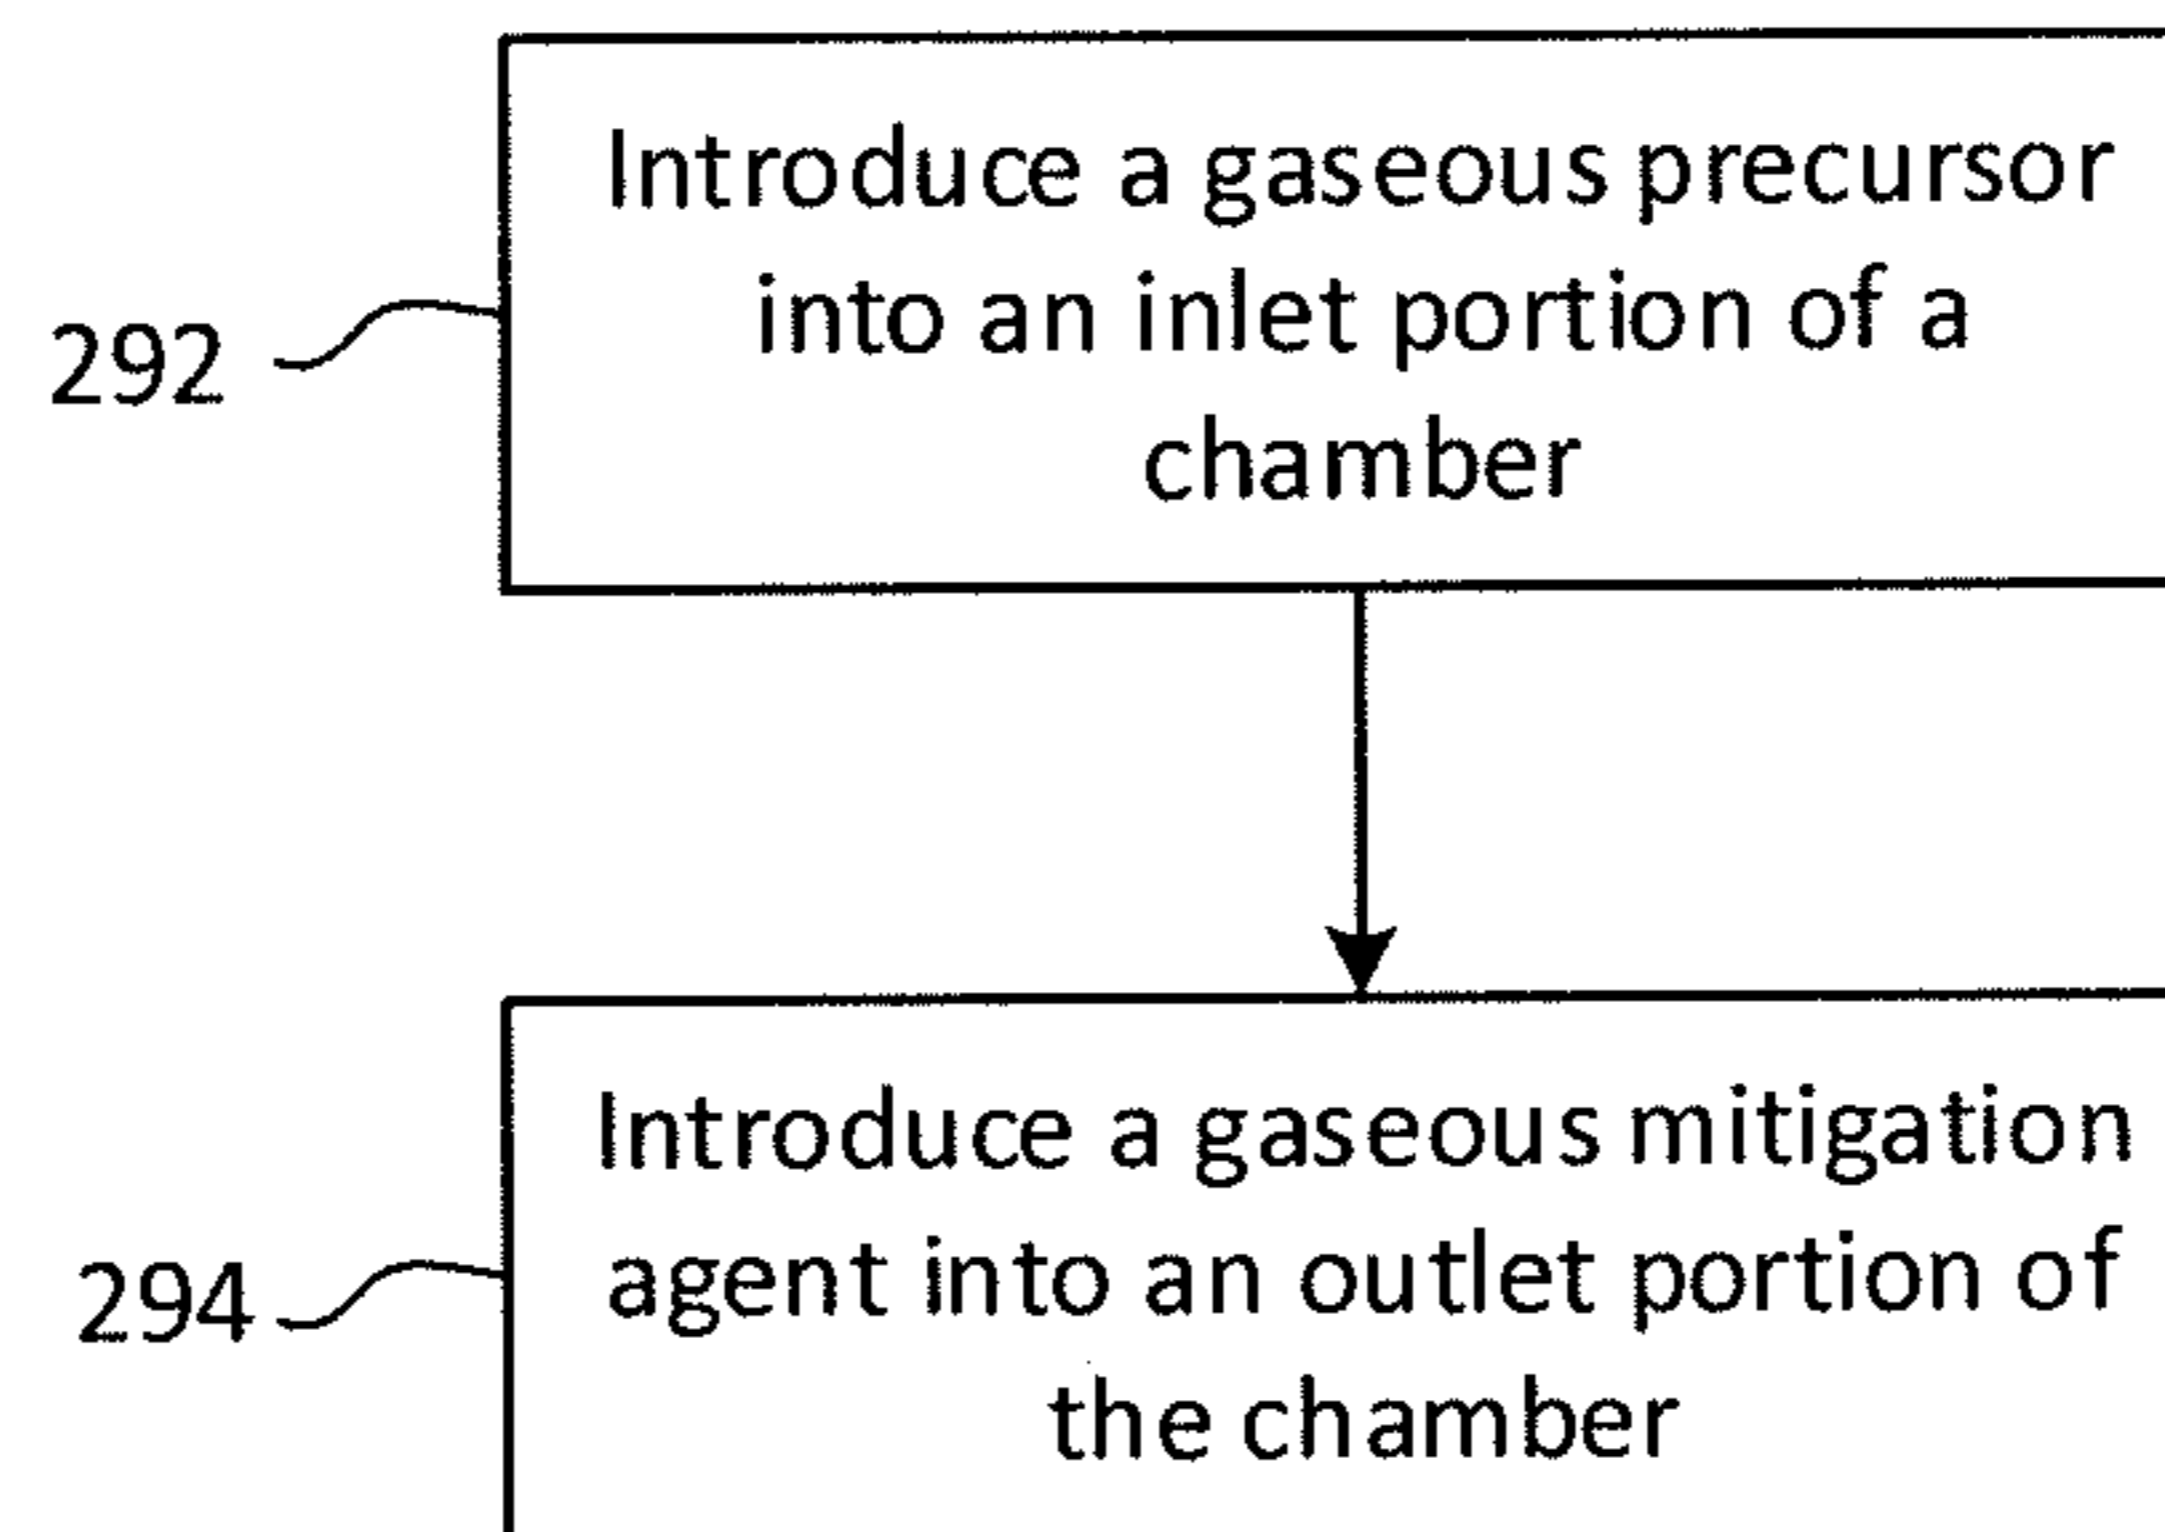 Introduce a gaseous precursor
into an inlet portion of a
chamber
292
Introduce a gaseous mitigation
agent into an outlet portion of
the chamber
294